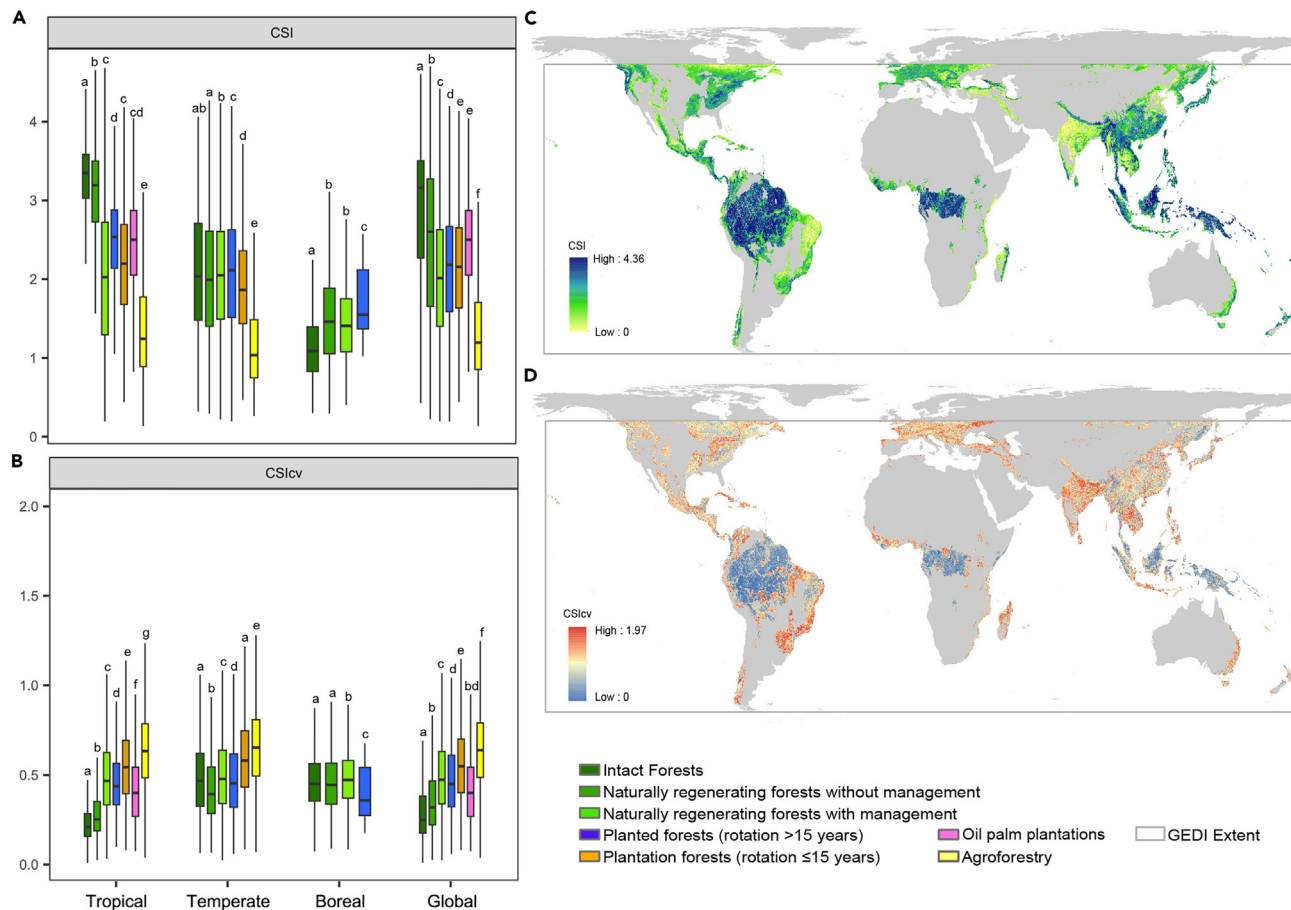 A
CSI
4
3
2
1
0
a
b
c
d
c
cd
e
ab
a
b
c
d
e
a
b
b
c
a
b
c
d
e
e
f
B
CSIcv
2.0
1.5
1.0
0.5
0.0
a
b
c
d
e
f
g
a
b
c
d
a
e
a
a
b
c
a
b
c
d
e
bd
f
Tropical Temperate Boreal Global
C
CSI
High : 4.36
Low : 0
D
CSIcv
High : 1.97
Low : 0
Intact Forests
Naturally regenerating forests without management
Naturally regenerating forests with management
Planted forests (rotation >15 years) Oil palm plantations GEDI Extent
Plantation forests (rotation ≤15 years) Agroforestry